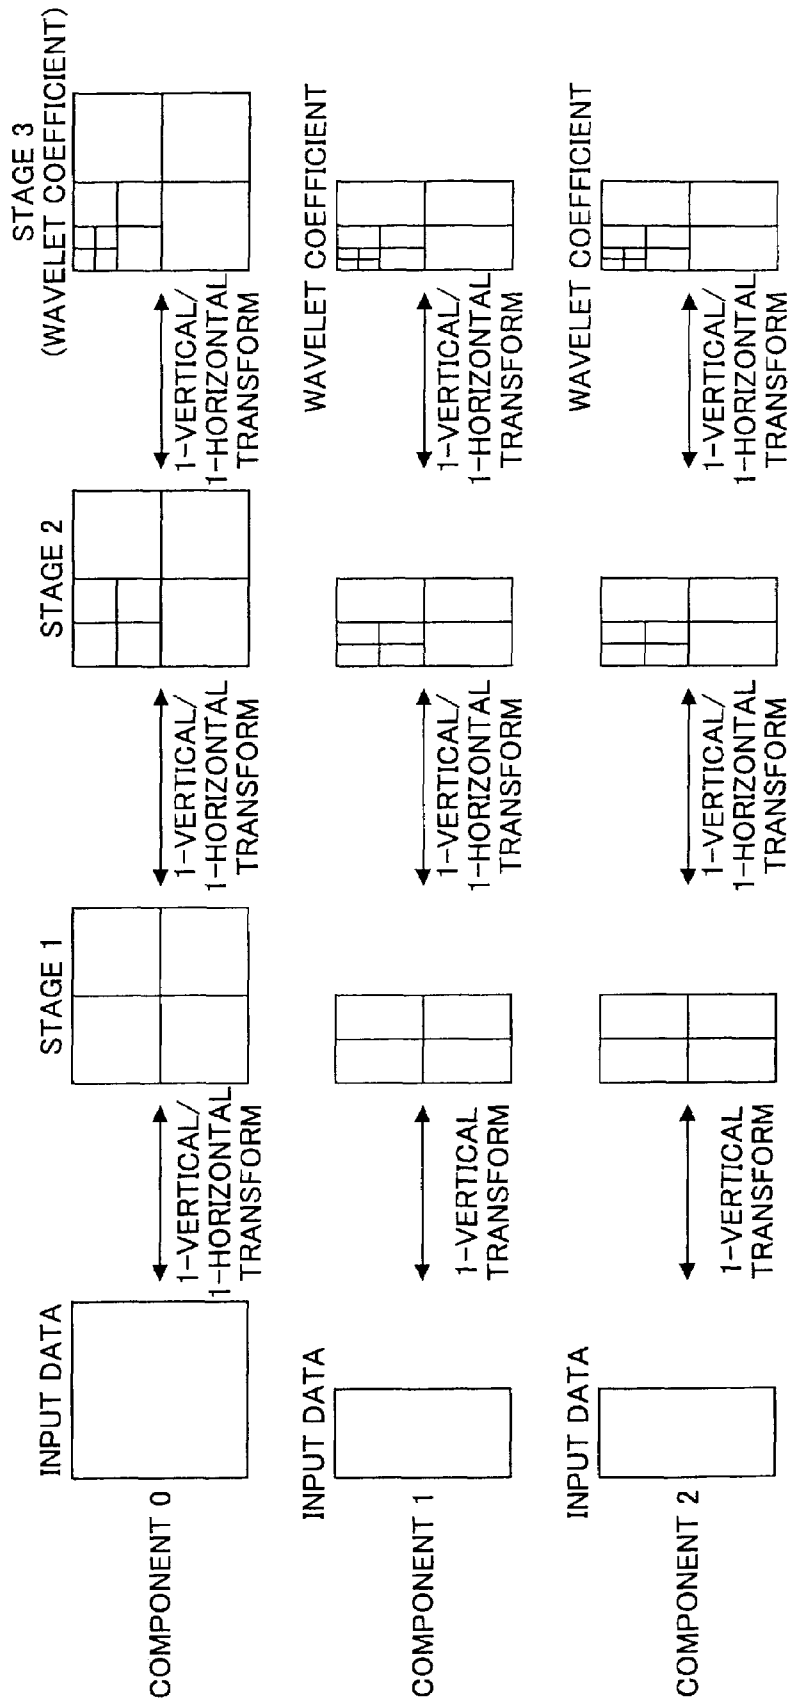 INPUT DATA
STAGE 1
STAGE 2
STAGE 3
(WAVELET COEFFICIENT)
COMPONENT 0
1-VERTICAL/
1-HORIZONTAL
TRANSFORM
1-VERTICAL/
1-HORIZONTAL
TRANSFORM
1-VERTICAL/
1-HORIZONTAL
TRANSFORM
INPUT DATA
WAVELET COEFFICIENT
COMPONENT 1
1-VERTICAL
TRANSFORM
1-VERTICAL/
1-HORIZONTAL
TRANSFORM
1-VERTICAL/
1-HORIZONTAL
TRANSFORM
INPUT DATA
WAVELET COEFFICIENT
COMPONENT 2
1-VERTICAL
TRANSFORM
1-VERTICAL/
1-HORIZONTAL
TRANSFORM
1-VERTICAL/
1-HORIZONTAL
TRANSFORM